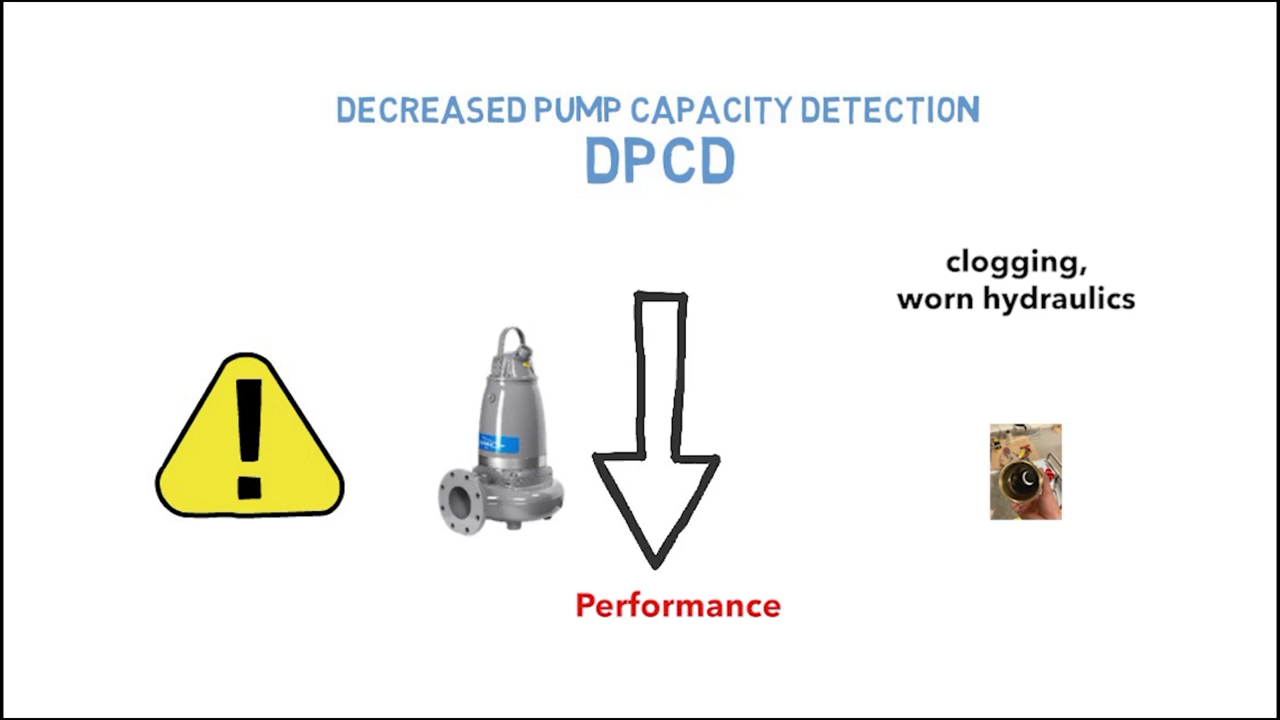 DECREASED PUMP CAPACITY DETECTION
DPCD
clogging,
worn hydraulics
Performance